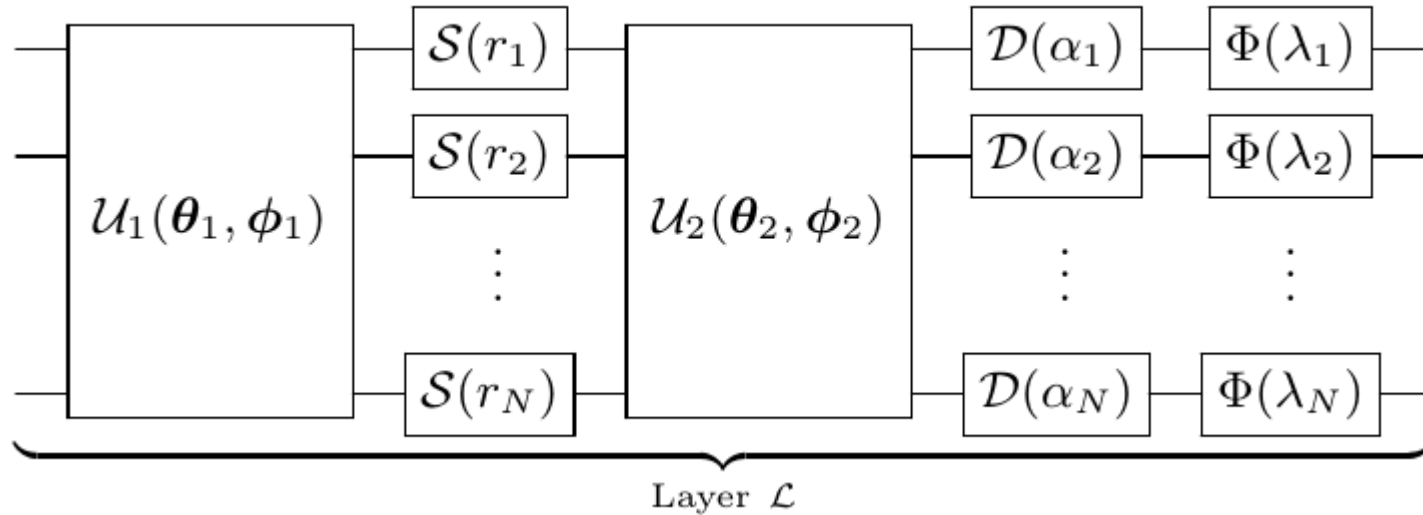 𝒮(r₁) 𝒟(α₁) Φ(λ₁)
𝒮(r₂) 𝒟(α₂) Φ(λ₂)
𝒰₁(𝜽₁, 𝝓₁) 𝒰₂(𝜽₂, 𝝓₂)
⋮ ⋮ ⋮
𝒮(r_N) 𝒟(α_N) Φ(λ_N)
Layer ℒ